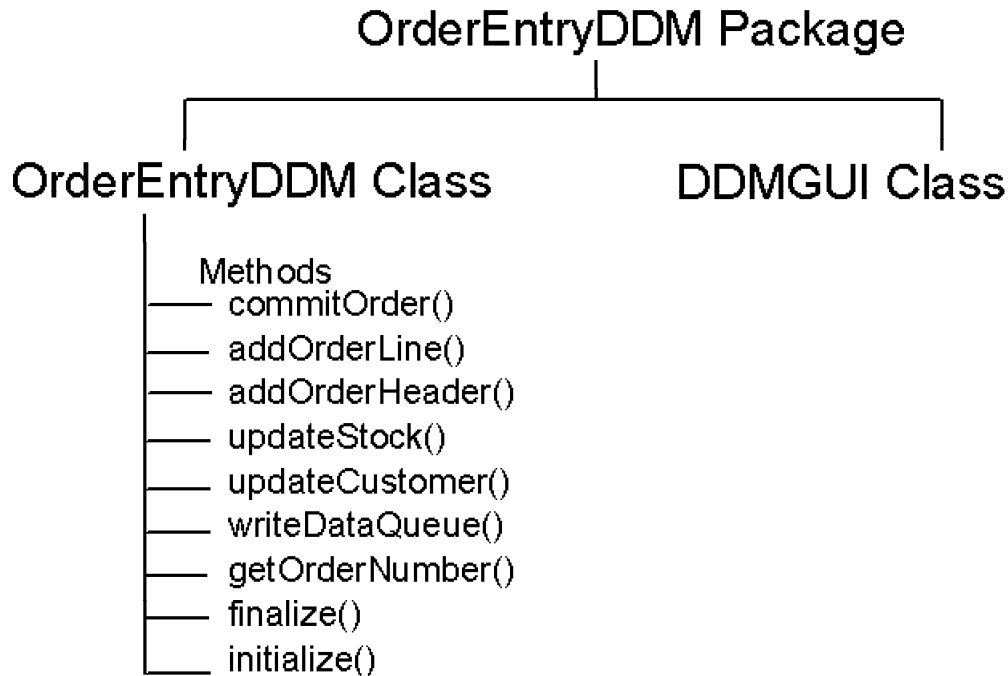 OrderEntryDDM Package
OrderEntryDDM Class
DDMGUI Class
Methods
commitOrder()
addOrderLine()
addOrderHeader()
updateStock()
updateCustomer()
writeDataQueue()
getOrderNumber()
finalize()
initialize()